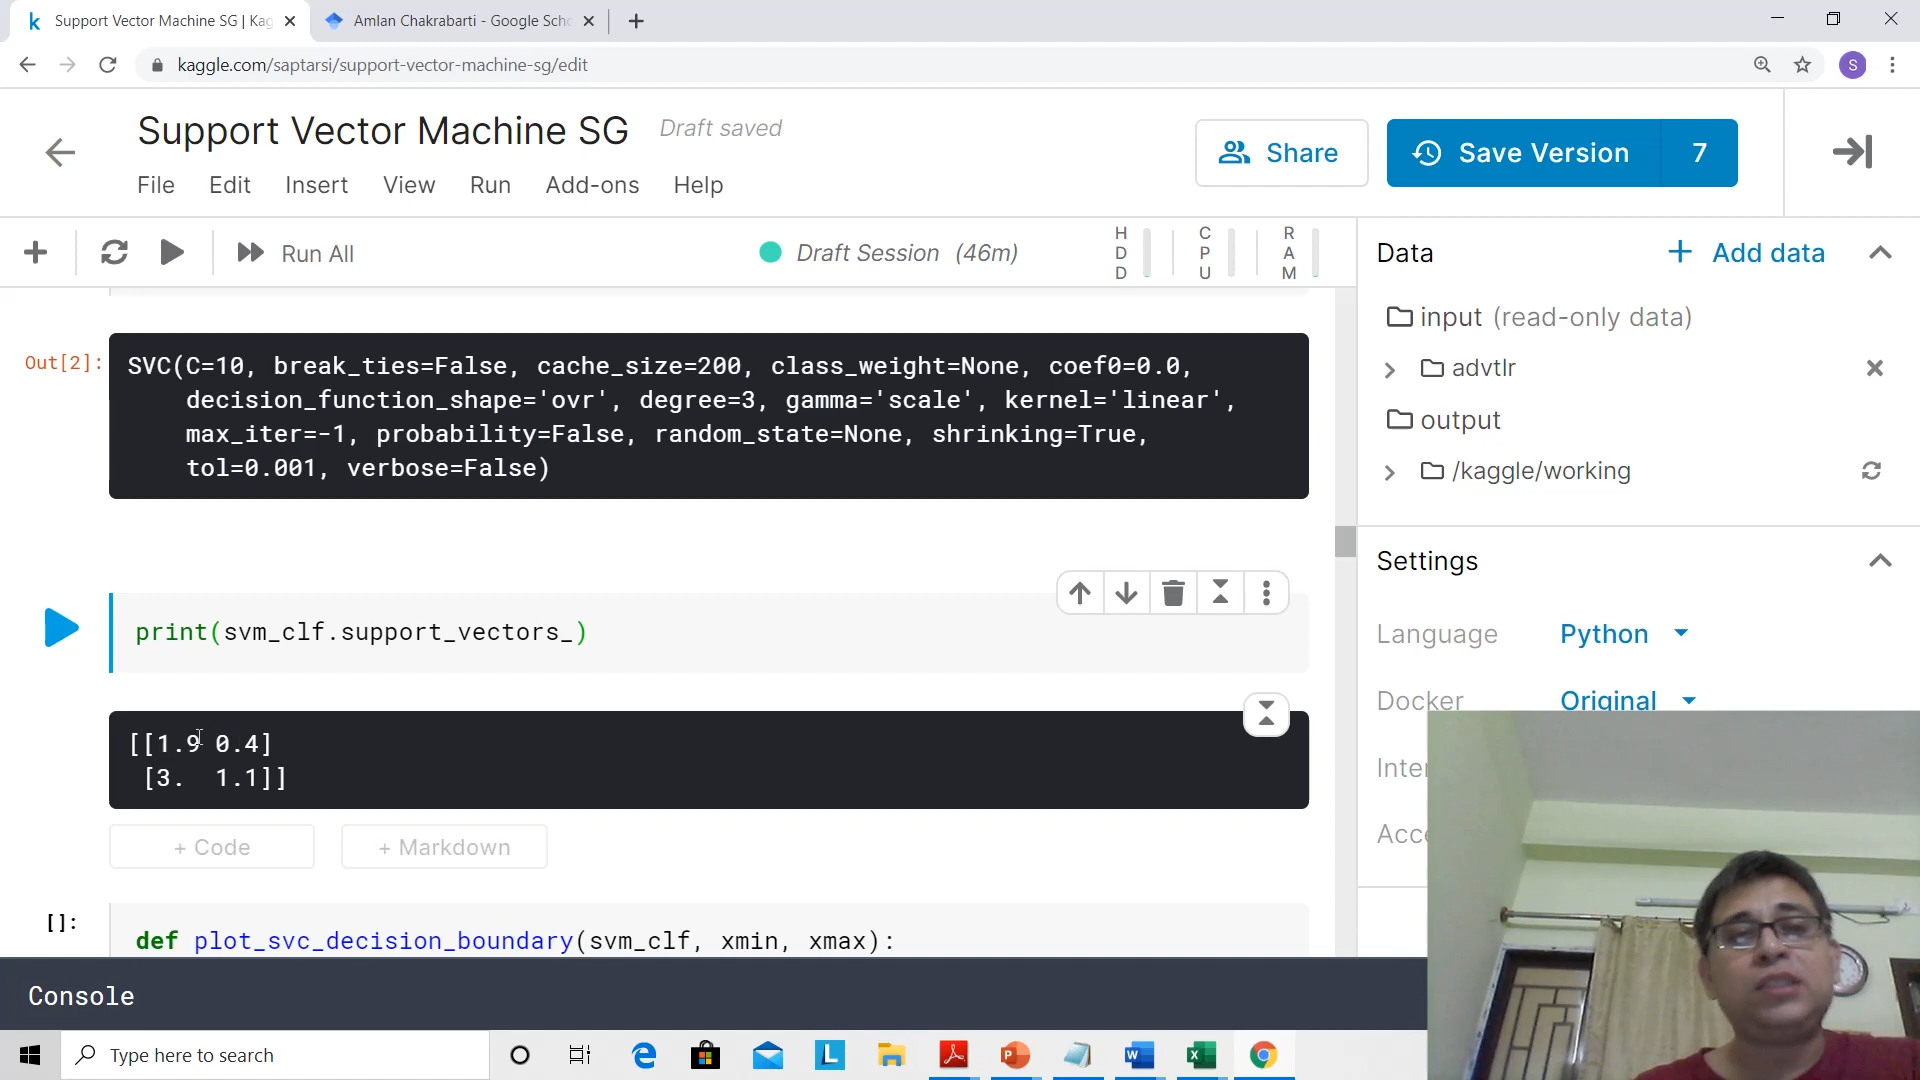 Support Vector Machine SG | Kag
Amlan Chakrabarti - Google Scho
kaggle.com/saptarsi/support-vector-machine-sg/edit
S
Support Vector Machine SG
Draft saved
Share
Save Version
7
File Edit Insert View Run Add-ons Help
Run All
Draft Session (46m)
HDD
CPU
RAM
Data
Add data
input (read-only data)
advtlr
output
/kaggle/working
Out[2]:
SVC(C=10, break_ties=False, cache_size=200, class_weight=None, coef0=0.0,
decision_function_shape='ovr', degree=3, gamma='scale', kernel='linear',
max_iter=-1, probability=False, random_state=None, shrinking=True,
tol=0.001, verbose=False)
print(svm_clf.support_vectors_)
[[1.9 0.4]
[3.  1.1]]
+ Code
+ Markdown
[]:
def plot_svc_decision_boundary(svm_clf, xmin, xmax):
Settings
Language Python
Docker Original
Inter
Acce
Console
Type here to search